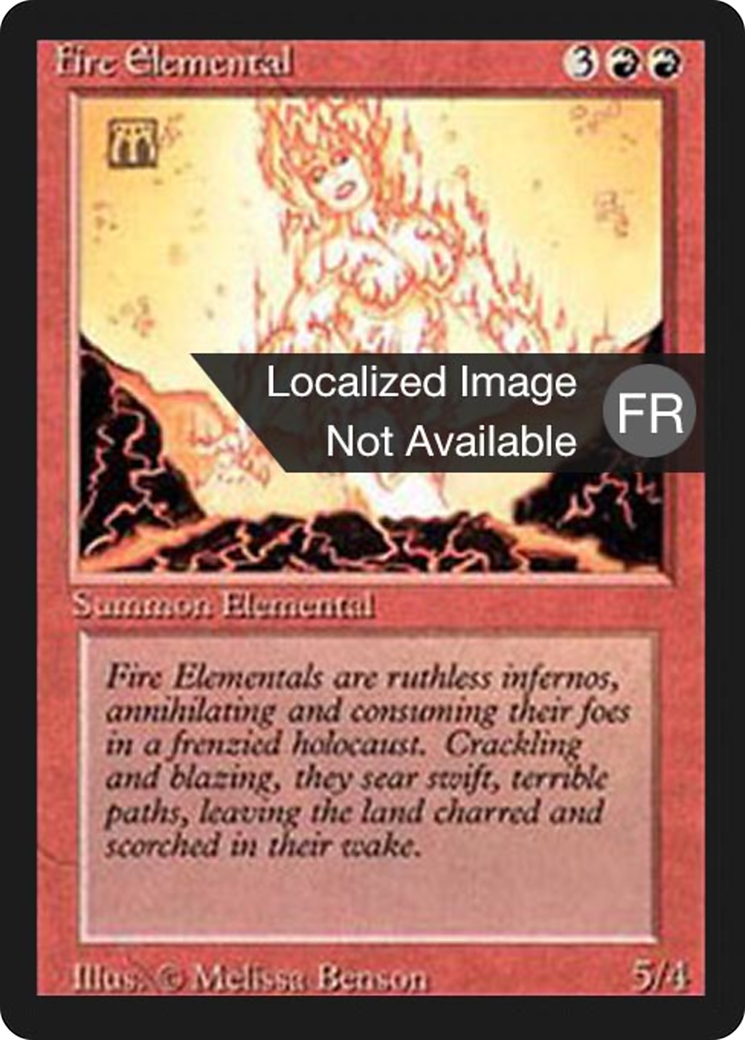 Fire Elemental 3
Localized Image
Not Available
FR
Summon Elemental
Fire Elementals are ruthless infernos,
annihilating and consuming their foes
in a frenzied holocaust. Crackling
and blazing, they sear swift, terrible
paths, leaving the land charred and
scorched in their wake.
Illus. © Melissa Benson 5/4